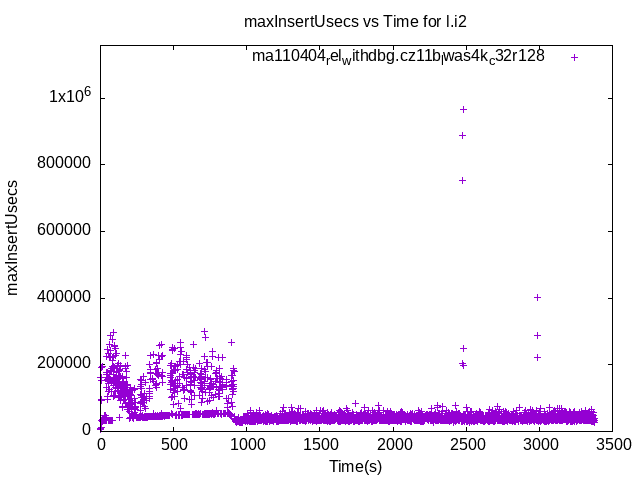 maxInsertUsecs vs Time for l.i2
ma110404_rel_withdbg.cz11b_lwas4k_c32r128
1x10^6
800000
600000
400000
200000
0
maxInsertUsecs
0 500 1000 1500 2000 2500 3000 3500
Time(s)